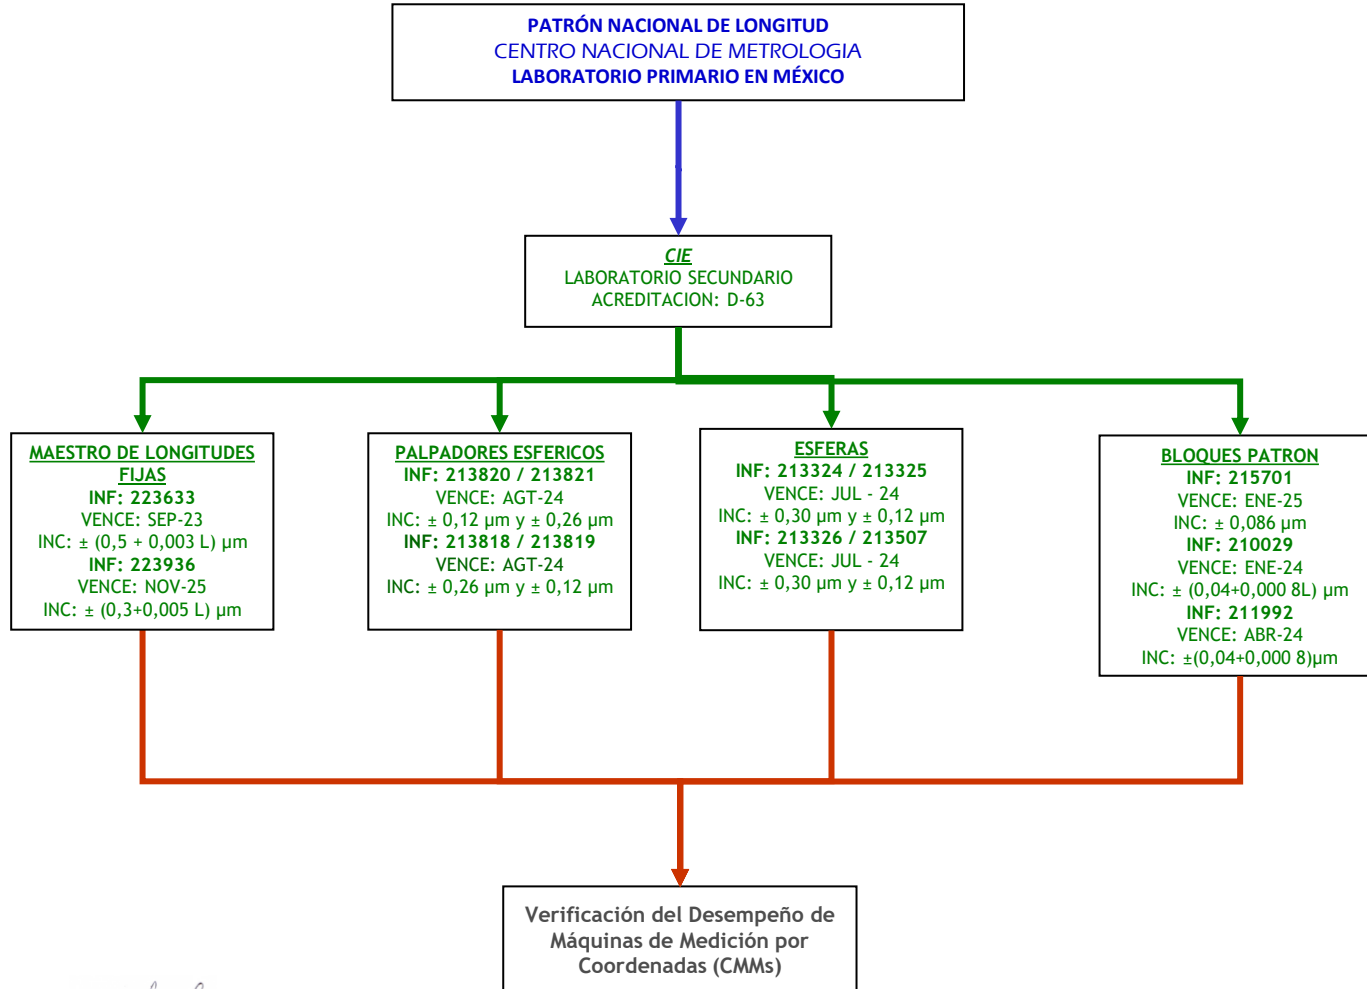 PATRÓN NACIONAL DE LONGITUD
CENTRO NACIONAL DE METROLOGIA
LABORATORIO PRIMARIO EN MÉXICO
CIE
LABORATORIO SECUNDARIO
ACREDITACION: D-63
MAESTRO DE LONGITUDES
FIJAS
INF: 223633
VENCE: SEP-23
INC: ± (0,5 + 0,003 L) µm
INF: 223936
VENCE: NOV-25
INC: ± (0,3+0,005 L) µm
PALPADORES ESFERICOS
INF: 213820 / 213821
VENCE: AGT-24
INC: ± 0,12 µm y ± 0,26 µm
INF: 213818 / 213819
VENCE: AGT-24
INC: ± 0,26 µm y ± 0,12 µm
ESFERAS
INF: 213324 / 213325
VENCE: JUL - 24
INC: ± 0,30 µm y ± 0,12 µm
INF: 213326 / 213507
VENCE: JUL - 24
INC: ± 0,30 µm y ± 0,12 µm
BLOQUES PATRON
INF: 215701
VENCE: ENE-25
INC: ± 0,086 µm
INF: 210029
VENCE: ENE-24
INC: ± (0,04+0,000 8L) µm
INF: 211992
VENCE: ABR-24
INC: ±(0,04+0,000 8)µm
Verificación del Desempeño de
Máquinas de Medición por
Coordenadas (CMMs)